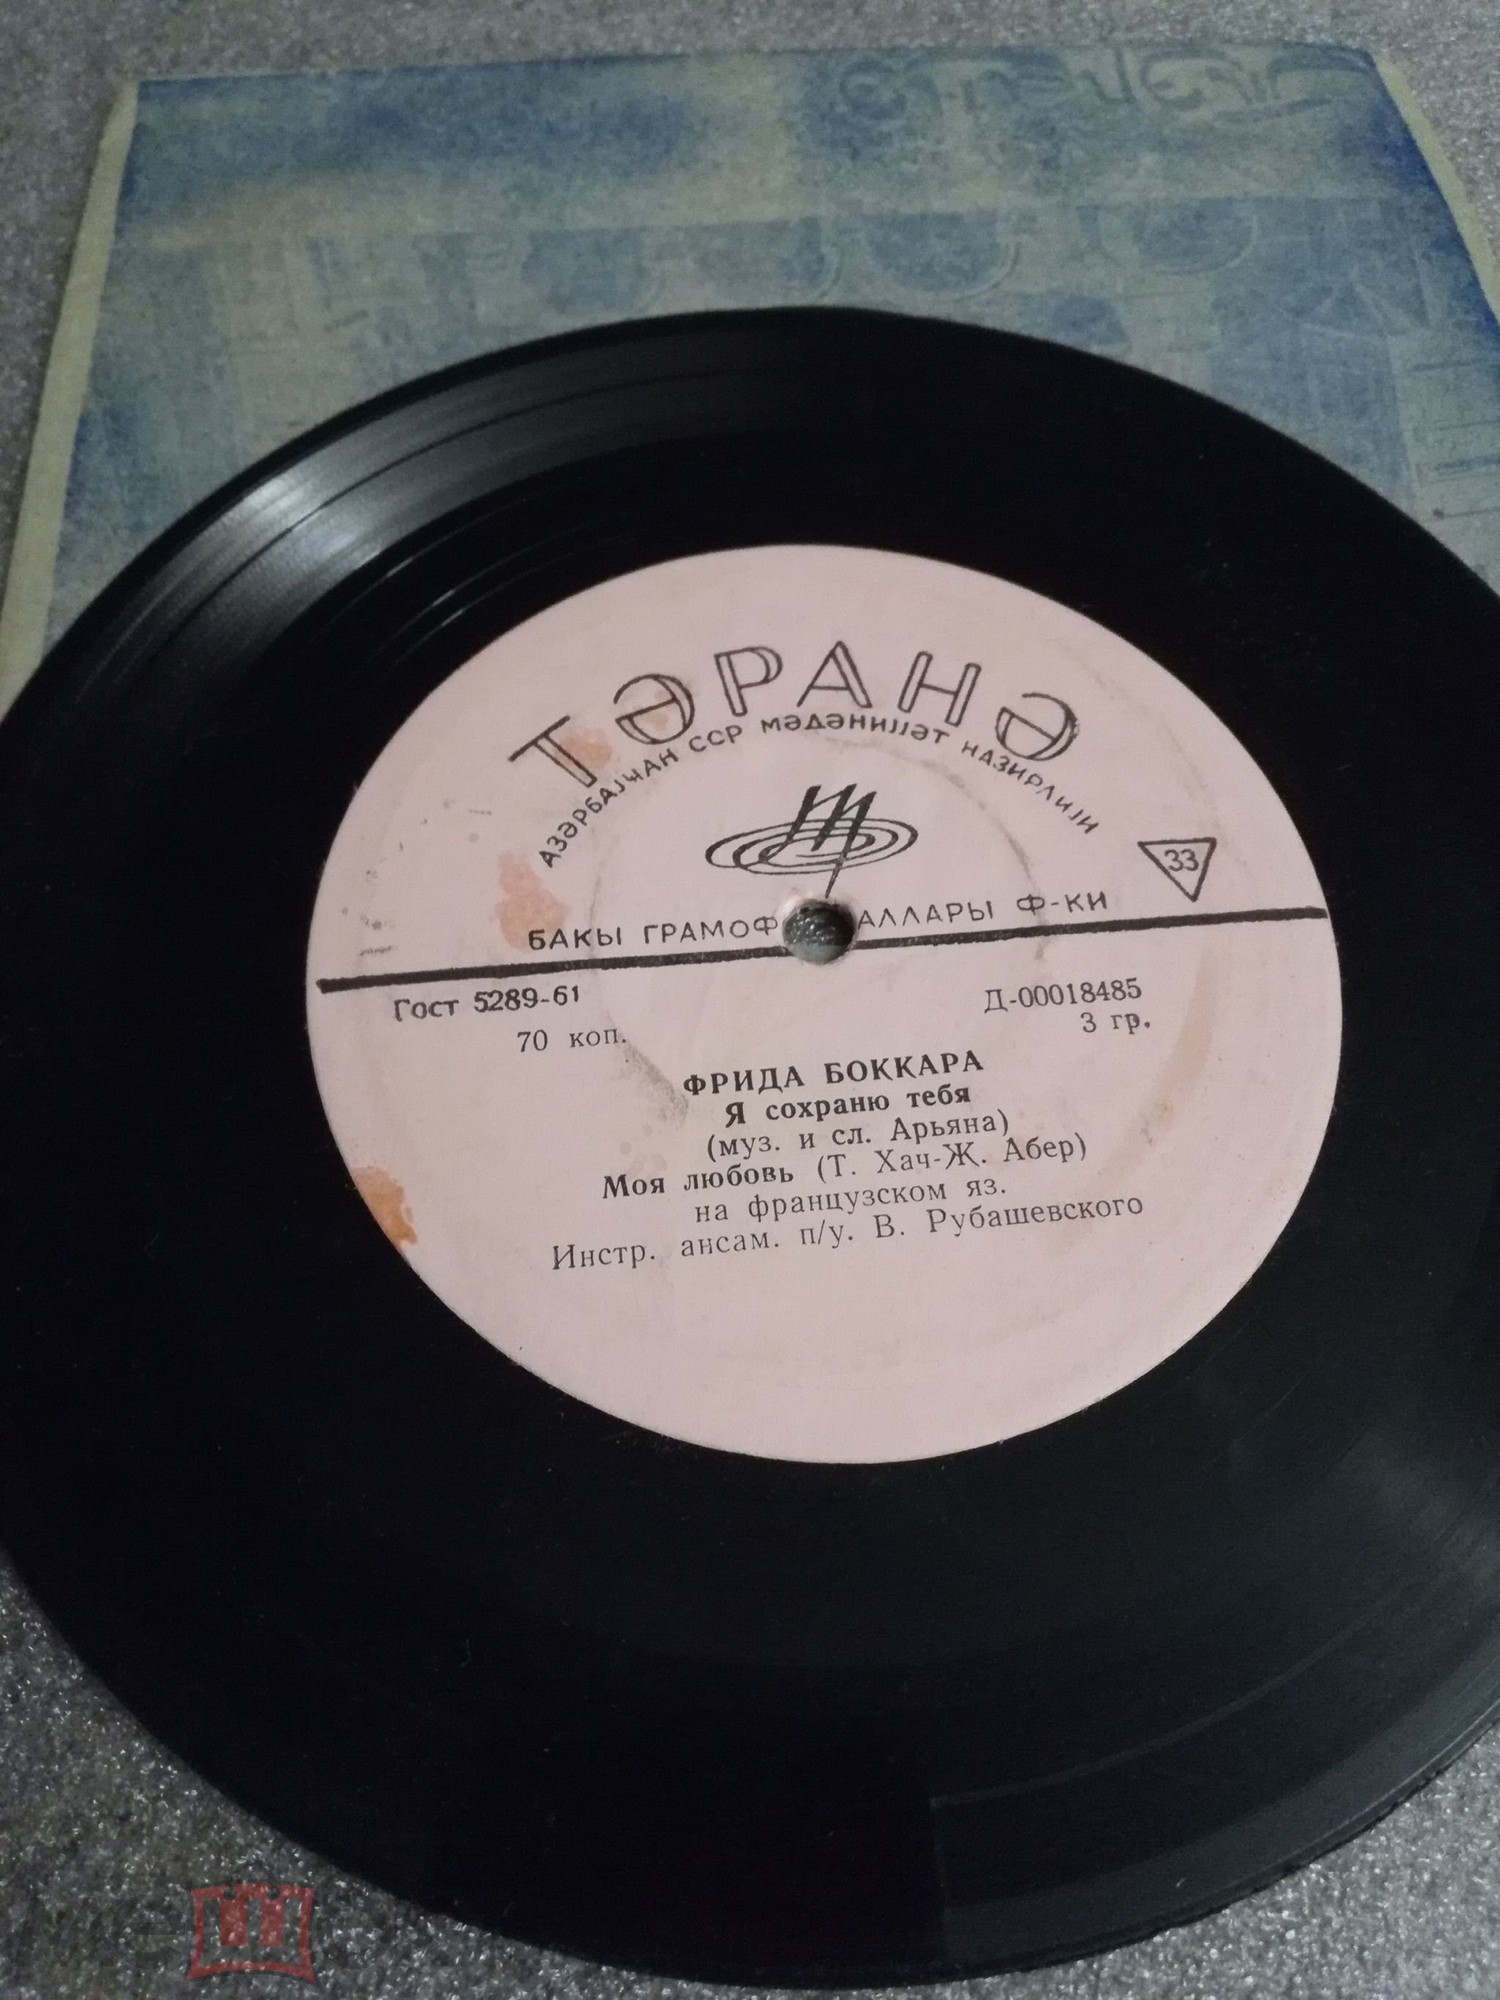 ТӘРАНӘ
АЗӘРБАЈҸАН ССР МӘДӘНИЈЈӘТ НАЗИРЛИЈИ
33
БАКЫ ГРАМОФ АЛЛАРЫ Ф-КИ
Гост 5289-61
Д-00018485
70 коп.
3 гр.
ФРИДА БОККАРА
Я сохраню тебя
(муз. и сл. Арьяна)
Моя любовь (Т. Хач-Ж. Абер)
на французском яз.
Инстр. ансам. п/у. В. Рубашевского